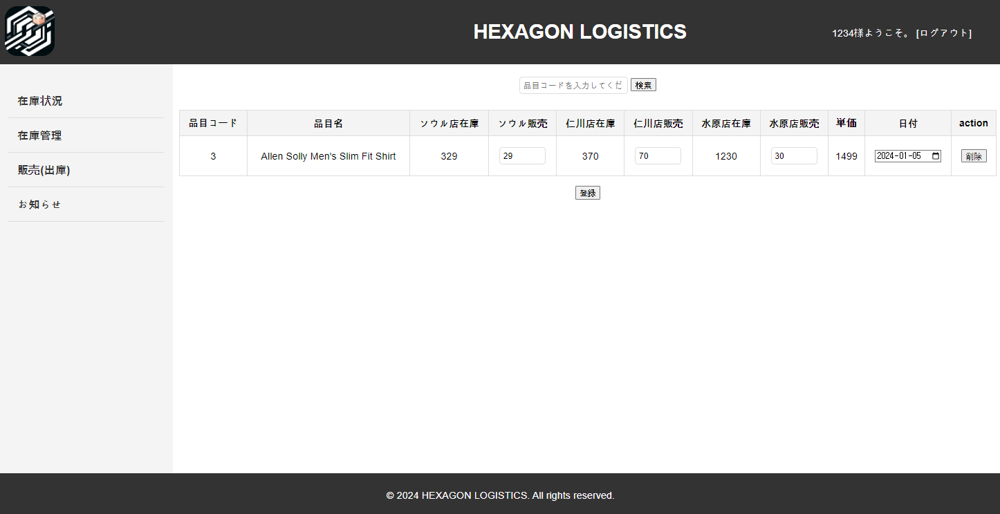 HEXAGON LOGISTICS
1234様ようこそ。 [ログアウト]
在庫状況
在庫管理
販売(出庫)
お知らせ
品目コードを入力してくだ 検索
品目コード 品目名 ソウル店在庫 ソウル販売 仁川店在庫 仁川店販売 水原店在庫 水原店販売 単価 日付 action
3 Allen Solly Men's Slim Fit Shirt 329 29 370 70 1230 30 1499 2024-01-05 削除
登録
© 2024 HEXAGON LOGISTICS. All rights reserved.